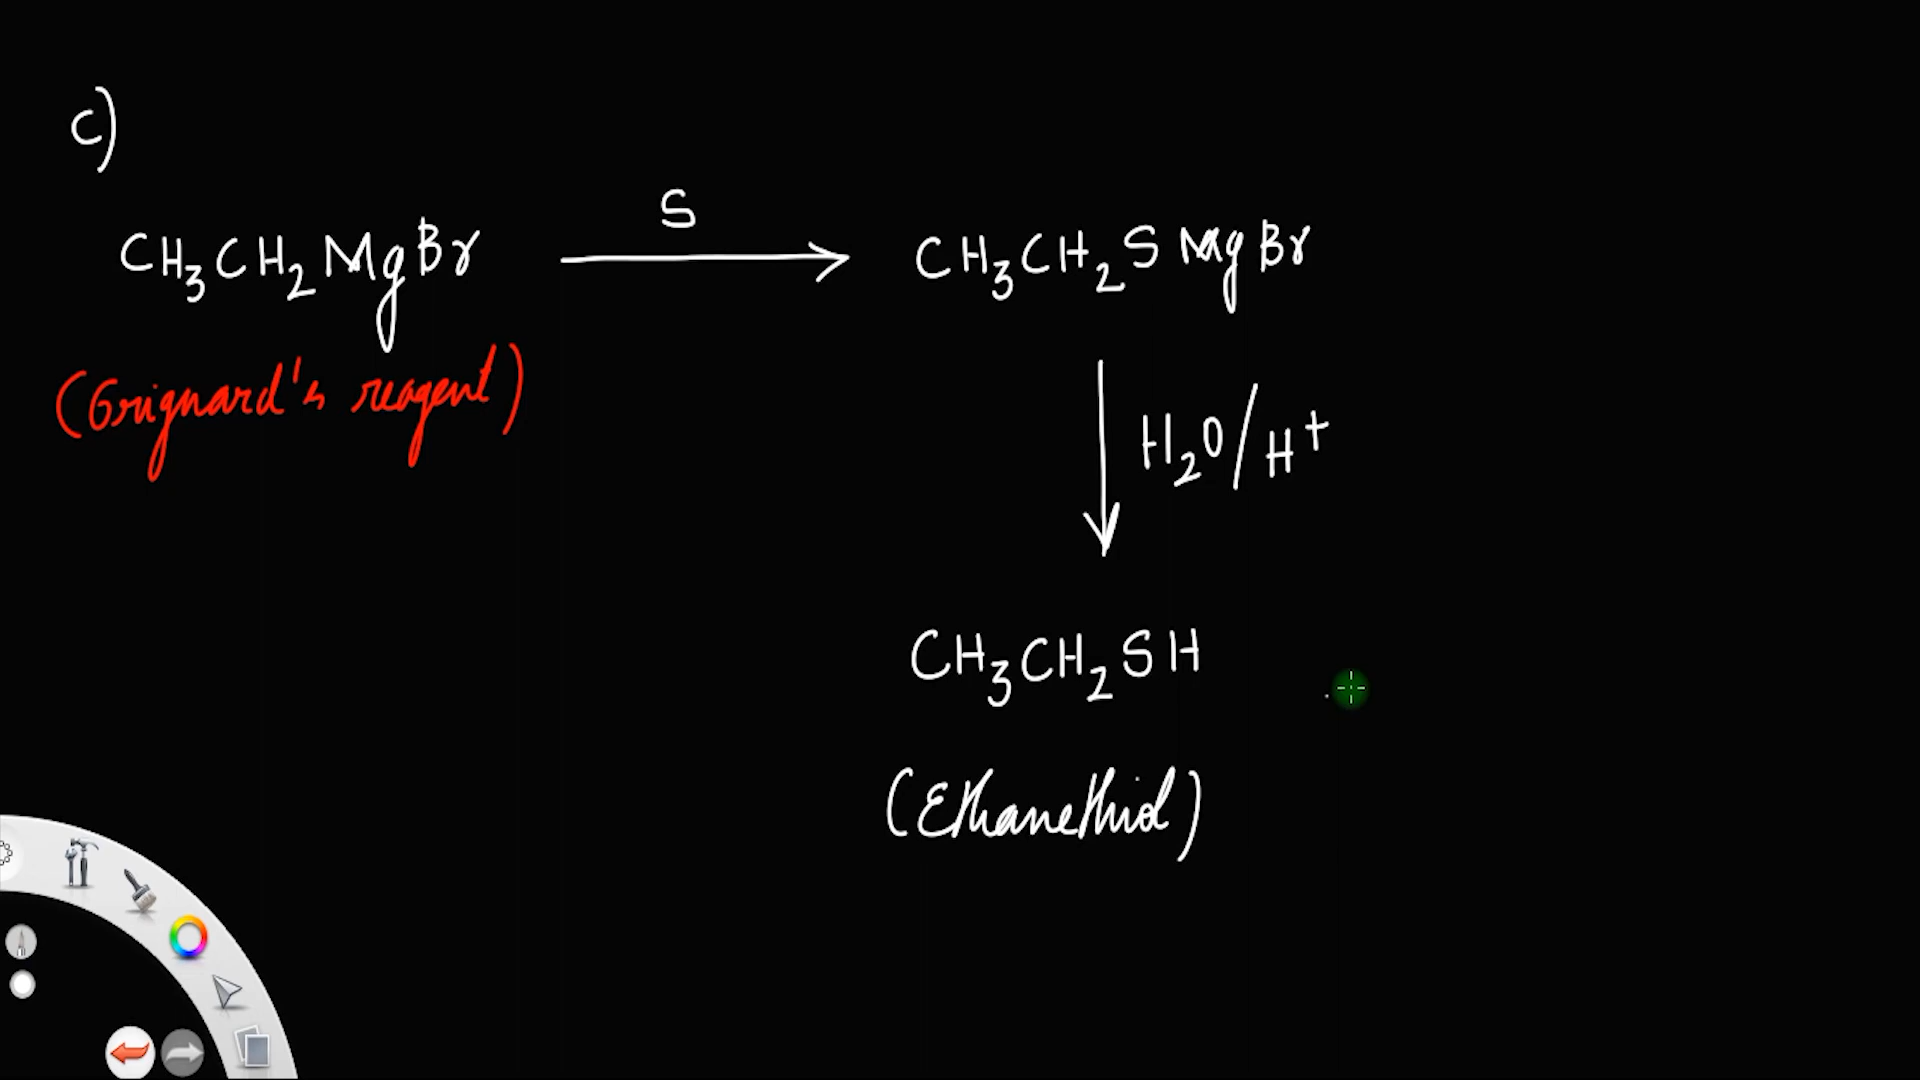 c)
S
CH₃CH₂MgBr ⟶ CH₃CH₂SMgBr
(Grignard's reagent)
H₂O/H⁺
CH₃CH₂SH
(Ethanethiol)